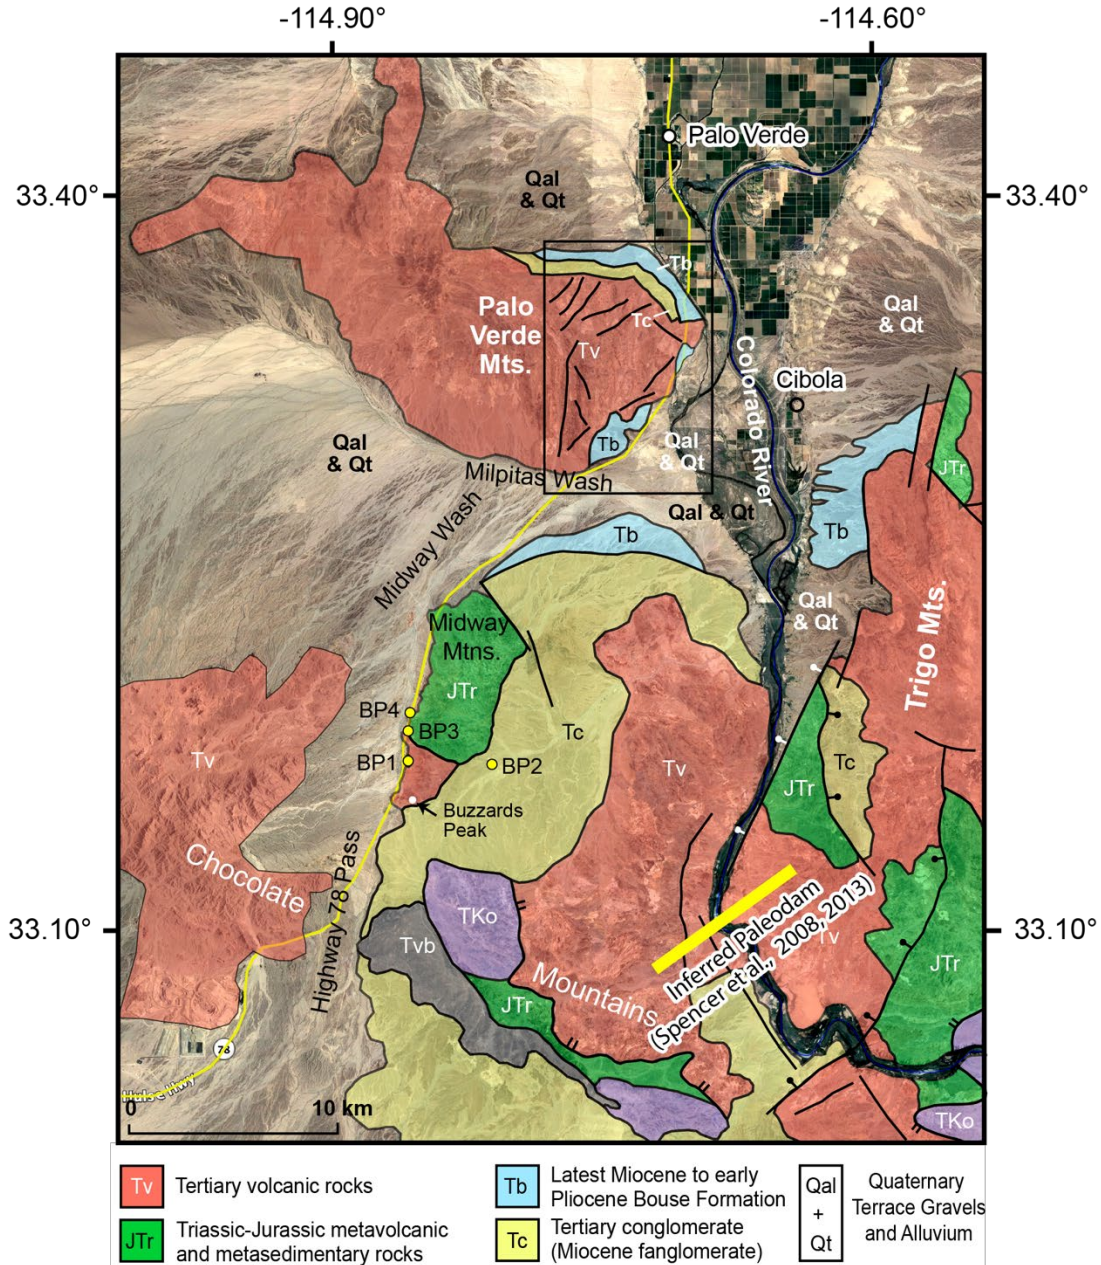 -114.90°
-114.60°
Palo Verde
33.40°
33.40°
Qal
& Qt
Tb
Qal
& Qt
Palo
Verde
Mts.
Tc
Tv
Colorado River
Cibola
Qal
& Qt
Tb
Qal
& Qt
JTr
Milpitas Wash
Qal & Qt
Midway Wash
Tb
Tb
Qal
& Qt
Midway
Mtns.
JTr
Trigo Mts.
BP4
BP3
Tc
Tv
BP1
BP2
Tv
JTr
Tc
Buzzards
Peak
Chocolate
Highway 78 Pass
33.10°
33.10°
TKo
Tvb
Inferred Paleodam
(Spencer et al., 2008, 2013)
Tv
JTr
Mountains
JTr
78
Hulse Hwy
0
10 km
TKo
TKo
Tv
Tertiary volcanic rocks
JTr
Triassic-Jurassic metavolcanic
and metasedimentary rocks
Tb
Latest Miocene to early
Pliocene Bouse Formation
Tc
Tertiary conglomerate
(Miocene fanglomerate)
Qal
+
Qt
Quaternary
Terrace Gravels
and Alluvium